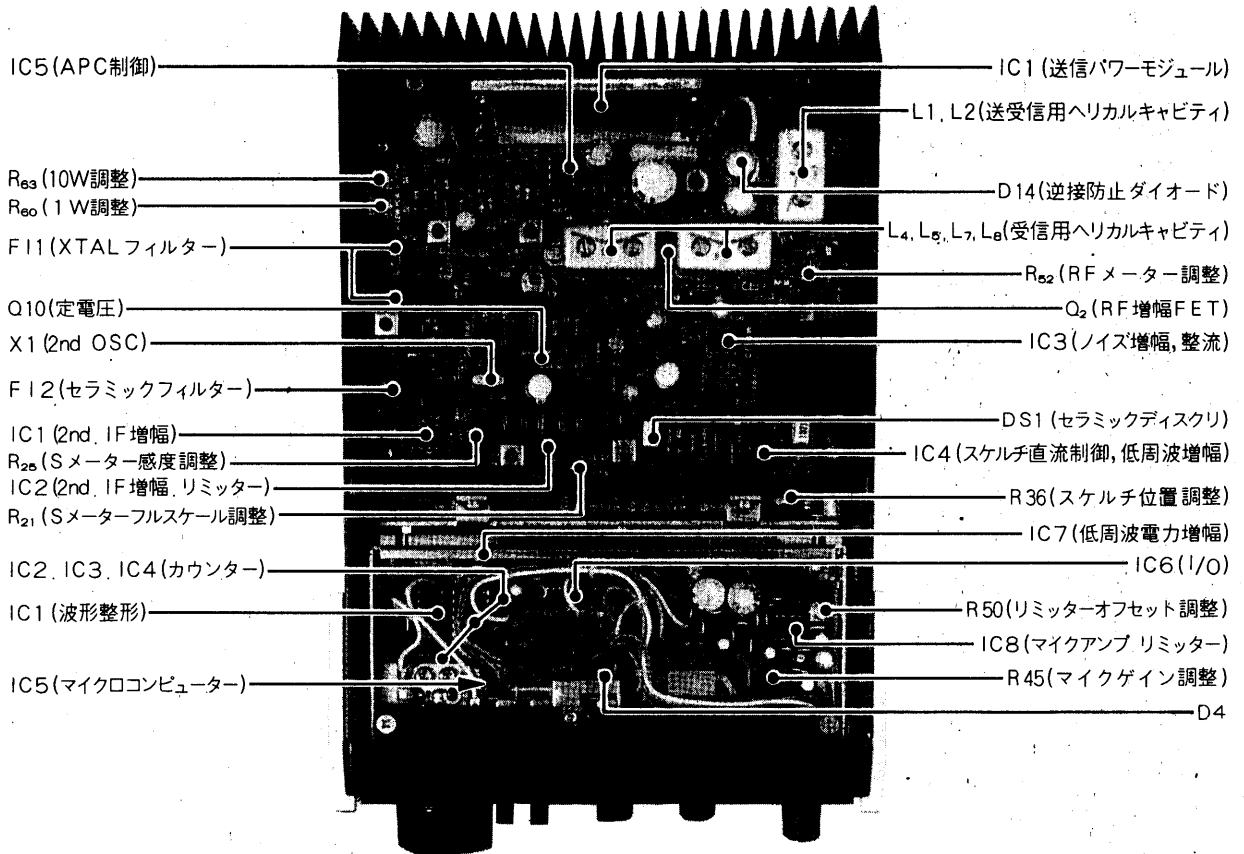 IC5(APC制御)
R63(10W調整)
R60(1W調整)
FI1(XTALフィルター)
Q10(定電圧)
X1(2nd OSC)
FI2(セラミックフィルター)
IC1(2nd. IF増幅)
R25(Sメーター感度調整)
IC2(2nd. IF増幅. リミッター)
R21(Sメーターフルスケール調整)
IC2. IC3. IC4(カウンター)
IC1(波形整形)
IC5(マイクロコンピューター)
IC1(送信パワーモジュール)
L1, L2(送受信用ヘリカルキャビティ)
D14(逆接防止ダイオード)
L4, L5, L7, L8(受信用ヘリカルキャビティ)
R52(RFメーター調整)
Q2(RF増幅FET)
IC3(ノイズ増幅, 整流)
DS1(セラミックディスクリ)
IC4(スケルチ直流制御, 低周波増幅)
R36(スケルチ位置調整)
IC7(低周波電力増幅)
IC6(I/O)
R50(リミッターオフセット調整)
IC8(マイクアンプ リミッター)
R45(マイクゲイン調整)
D4